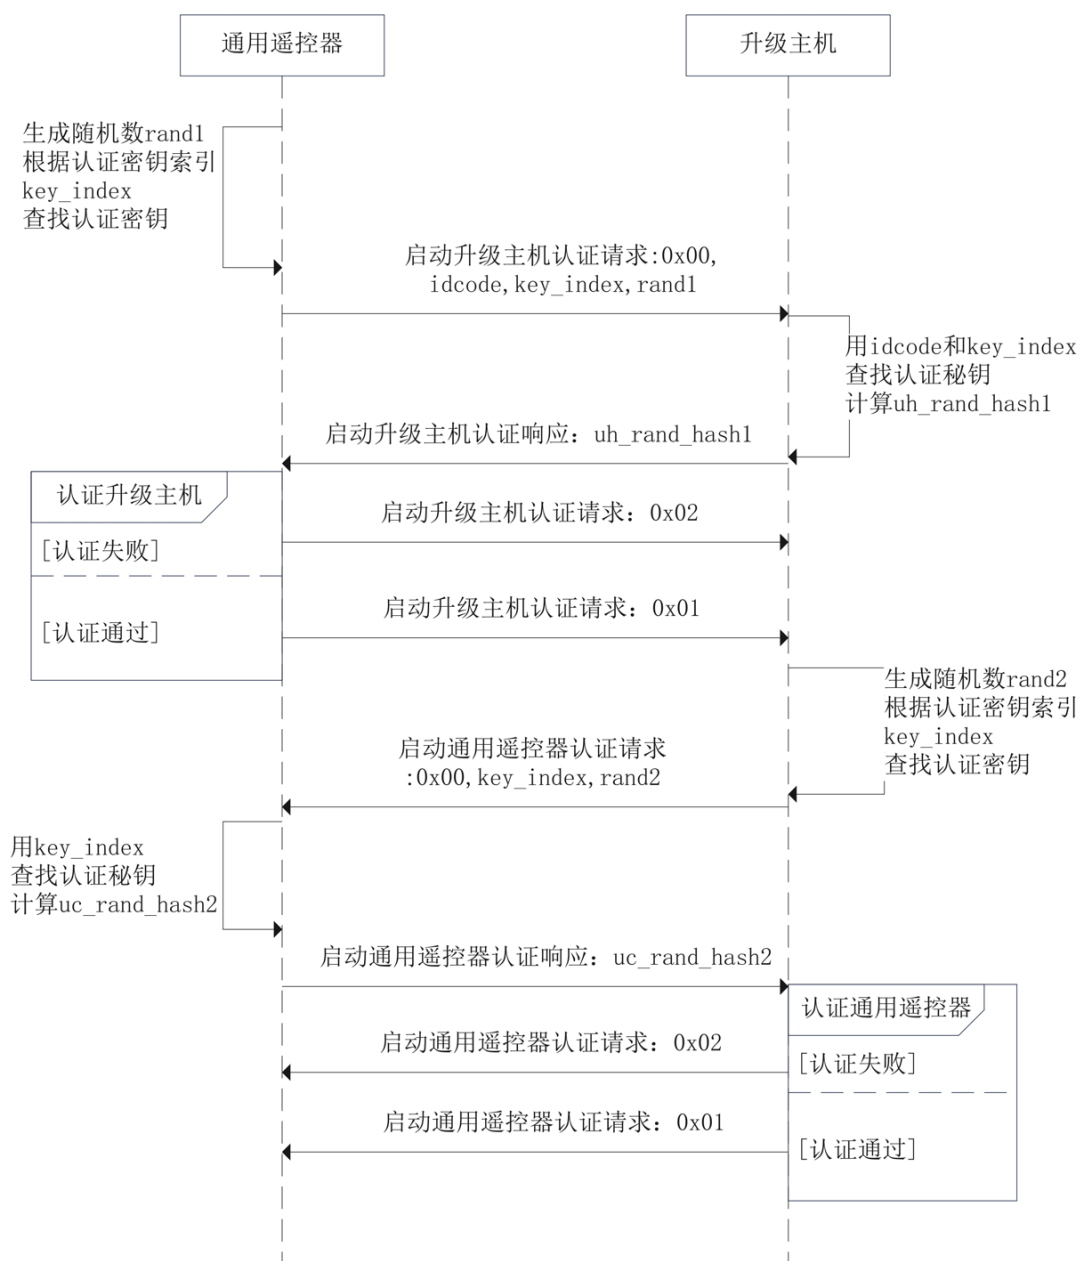 通用遥控器
升级主机
生成随机数rand1
根据认证密钥索引
key_index
查找认证密钥
启动升级主机认证请求:0x00,
idcode,key_index,rand1
用idcode和key_index
查找认证秘钥
计算uh_rand_hash1
启动升级主机认证响应：uh_rand_hash1
认证升级主机
启动升级主机认证请求：0x02
[认证失败]
启动升级主机认证请求：0x01
[认证通过]
生成随机数rand2
根据认证密钥索引
key_index
查找认证密钥
启动通用遥控器认证请求
:0x00,key_index,rand2
用key_index
查找认证秘钥
计算uc_rand_hash2
启动通用遥控器认证响应：uc_rand_hash2
认证通用遥控器
启动通用遥控器认证请求：0x02
[认证失败]
启动通用遥控器认证请求：0x01
[认证通过]